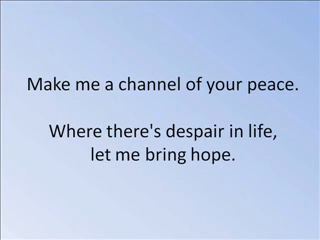 Make me a channel of your peace.
Where there's despair in life,
let me bring hope.